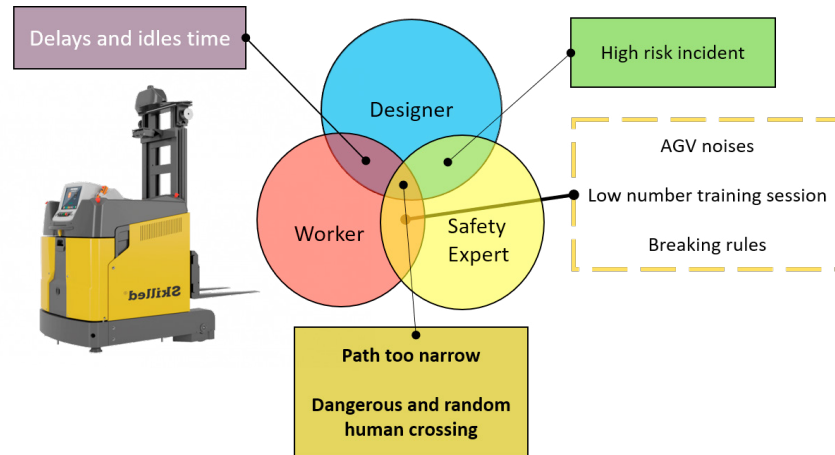 Delays and idles time
High risk incident
Designer
AGV noises
Low number training session
Breaking rules
Worker
Safety
Expert
Skilled
Path too narrow
Dangerous and random
human crossing